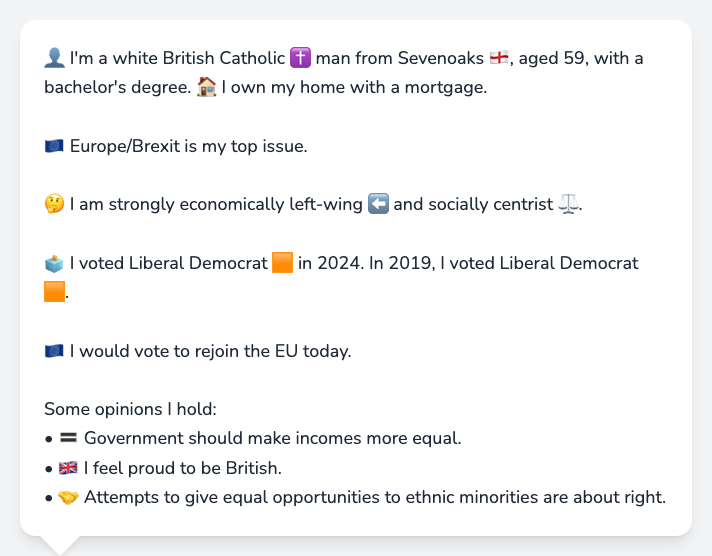 👤 I'm a white British Catholic ✝️ man from Sevenoaks 🏴󠁧󠁢󠁥󠁮󠁧󠁿, aged 59, with a
bachelor's degree. 🏠 I own my home with a mortgage.
🇪🇺 Europe/Brexit is my top issue.
🤔 I am strongly economically left-wing ⬅️ and socially centrist ⚖️.
🗳️ I voted Liberal Democrat 🟧 in 2024. In 2019, I voted Liberal Democrat
🟧.
🇪🇺 I would vote to rejoin the EU today.
Some opinions I hold:
• 🟰 Government should make incomes more equal.
• 🇬🇧 I feel proud to be British.
• 🤝 Attempts to give equal opportunities to ethnic minorities are about right.